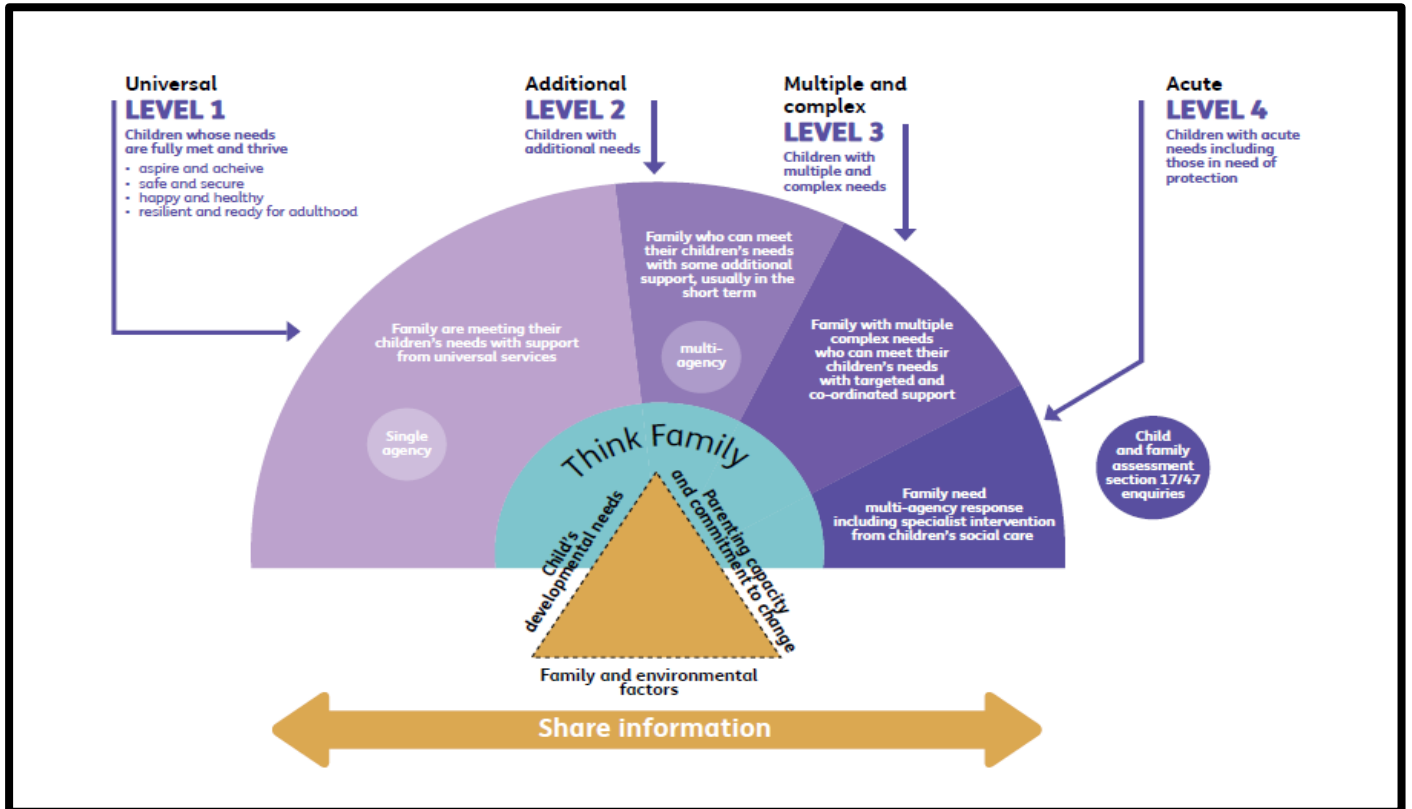 Universal
LEVEL 1
Children whose needs
are fully met and thrive
• aspire and acheive
• safe and secure
• happy and healthy
• resilient and ready for adulthood
Additional
LEVEL 2
Children with
additional needs
Multiple and
complex
LEVEL 3
Children with
multiple and
complex needs
Acute
LEVEL 4
Children with acute
needs including
those in need of
protection
Family are meeting their
children's needs with support
from universal services
Single
agency
Family who can meet
their children's needs
with some additional
support, usually in the
short term
multi-
agency
Family with multiple
complex needs
who can meet their
children's needs
with targeted and
co-ordinated support
Family need
multi-agency response
including specialist intervention
from children's social care
Child
and family
assessment
section 17/47
enquiries
Think Family
Child's
developmental needs
Parenting capacity
and commitment to change
Family and environmental
factors
Share information